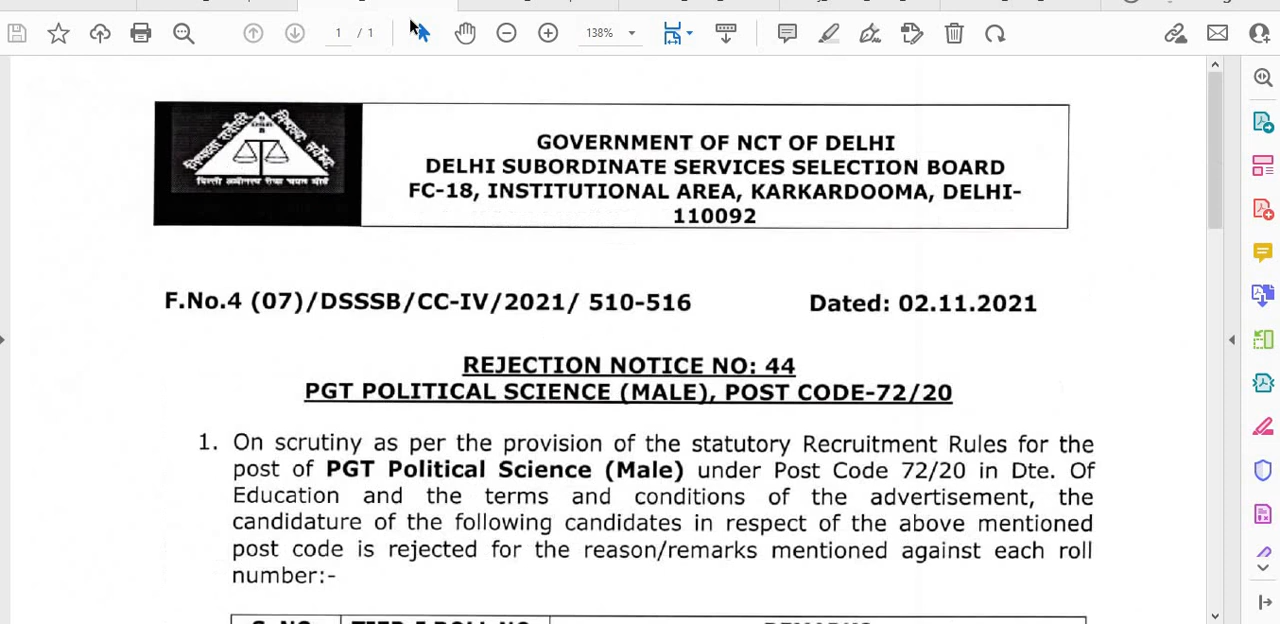 1 / 1
138%
दिल्ली अधीनस्थ सेवा चयन बोर्ड
GOVERNMENT OF NCT OF DELHI
DELHI SUBORDINATE SERVICES SELECTION BOARD
FC-18, INSTITUTIONAL AREA, KARKARDOOMA, DELHI-
110092
F.No.4 (07)/DSSSB/CC-IV/2021/ 510-516 Dated: 02.11.2021
REJECTION NOTICE NO: 44
PGT POLITICAL SCIENCE (MALE), POST CODE-72/20
1. On scrutiny as per the provision of the statutory Recruitment Rules for the
post of PGT Political Science (Male) under Post Code 72/20 in Dte. Of
Education and the terms and conditions of the advertisement, the
candidature of the following candidates in respect of the above mentioned
post code is rejected for the reason/remarks mentioned against each roll
number:-